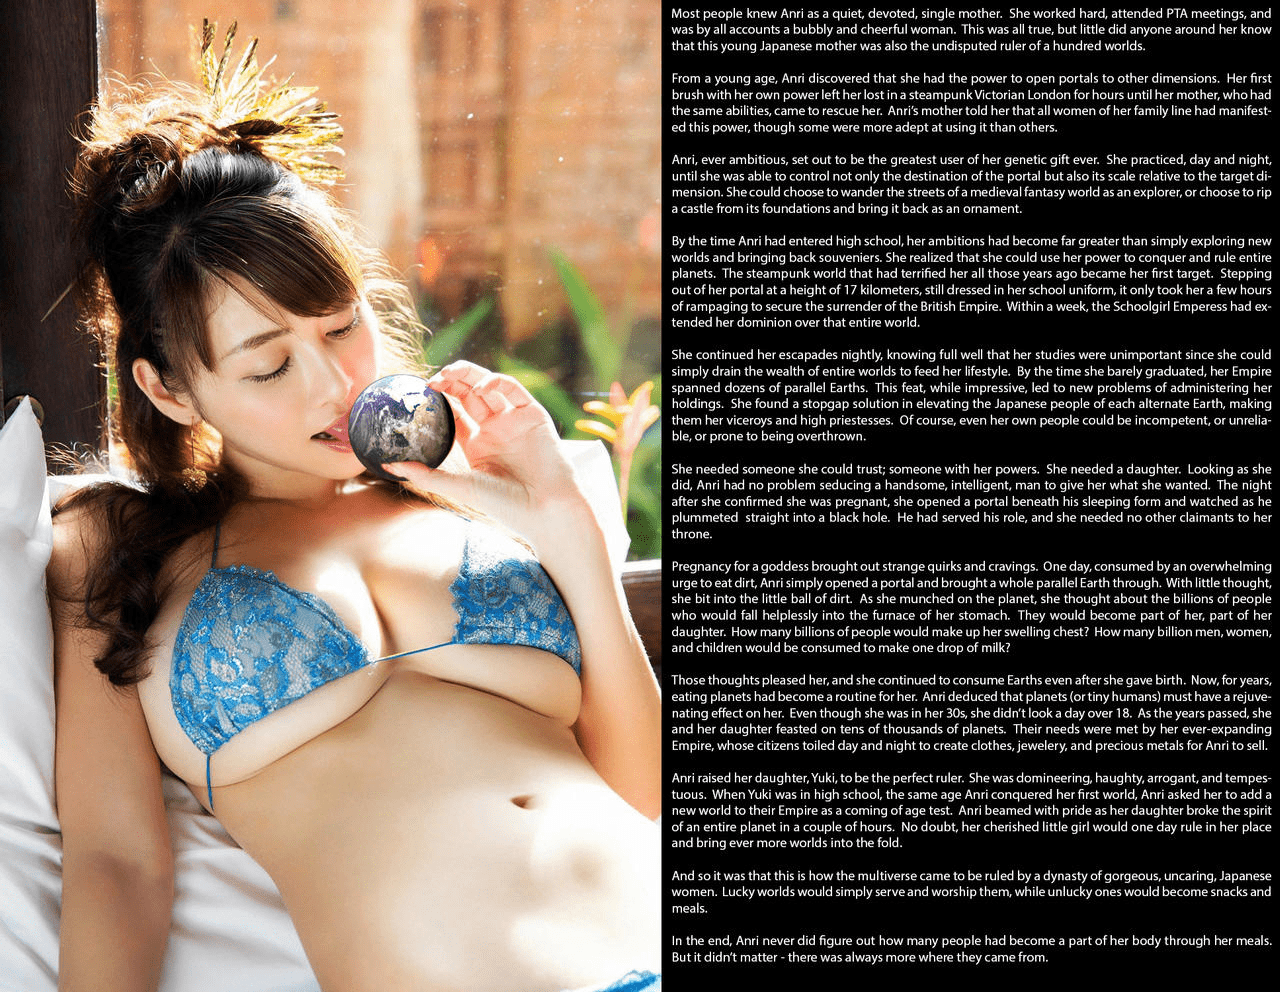 Most people knew Anri as a quiet, devoted, single mother.  She worked hard, attended PTA meetings, and
was by all accounts a bubbly and cheerful woman.  This was all true, but little did anyone around her know
that this young Japanese mother was also the undisputed ruler of a hundred worlds.
From a young age, Anri discovered that she had the power to open portals to other dimensions.  Her first
brush with her own power left her lost in a steampunk Victorian London for hours until her mother, who had
the same abilities, came to rescue her.  Anri's mother told her that all women of her family line had manifest-
ed this power, though some were more adept at using it than others.
Anri, ever ambitious, set out to be the greatest user of her genetic gift ever.  She practiced, day and night,
until she was able to control not only the destination of the portal but also its scale relative to the target di-
mension. She could choose to wander the streets of a medieval fantasy world as an explorer, or choose to rip
a castle from its foundations and bring it back as an ornament.
By the time Anri had entered high school, her ambitions had become far greater than simply exploring new
worlds and bringing back souveniers. She realized that she could use her power to conquer and rule entire
planets.  The steampunk world that had terrified her all those years ago became her first target.  Stepping
out of her portal at a height of 17 kilometers, still dressed in her school uniform, it only took her a few hours
of rampaging to secure the surrender of the British Empire.  Within a week, the Schoolgirl Emperess had ex-
tended her dominion over that entire world.
She continued her escapades nightly, knowing full well that her studies were unimportant since she could
simply drain the wealth of entire worlds to feed her lifestyle.  By the time she barely graduated, her Empire
spanned dozens of parallel Earths.  This feat, while impressive, led to new problems of administering her
holdings.  She found a stopgap solution in elevating the Japanese people of each alternate Earth, making
them her viceroys and high priestesses.  Of course, even her own people could be incompetent, or unrelia-
ble, or prone to being overthrown.
She needed someone she could trust; someone with her powers.  She needed a daughter.  Looking as she
did, Anri had no problem seducing a handsome, intelligent, man to give her what she wanted.  The night
after she confirmed she was pregnant, she opened a portal beneath his sleeping form and watched as he
plummeted  straight into a black hole.  He had served his role, and she needed no other claimants to her
throne.
Pregnancy for a goddess brought out strange quirks and cravings.  One day, consumed by an overwhelming
urge to eat dirt, Anri simply opened a portal and brought a whole parallel Earth through.  With little thought,
she bit into the little ball of dirt.  As she munched on the planet, she thought about the billions of people
who would fall helplessly into the furnace of her stomach.  They would become part of her, part of her
daughter.  How many billions of people would make up her swelling chest?  How many billion men, women,
and children would be consumed to make one drop of milk?
Those thoughts pleased her, and she continued to consume Earths even after she gave birth.  Now, for years,
eating planets had become a routine for her.  Anri deduced that planets (or tiny humans) must have a rejuve-
nating effect on her.  Even though she was in her 30s, she didn't look a day over 18.  As the years passed, she
and her daughter feasted on tens of thousands of planets.  Their needs were met by her ever-expanding
Empire, whose citizens toiled day and night to create clothes, jewelery, and precious metals for Anri to sell.
Anri raised her daughter, Yuki, to be the perfect ruler.  She was domineering, haughty, arrogant, and tempes-
tuous.  When Yuki was in high school, the same age Anri conquered her first world, Anri asked her to add a
new world to their Empire as a coming of age test.  Anri beamed with pride as her daughter broke the spirit
of an entire planet in a couple of hours.  No doubt, her cherished little girl would one day rule in her place
and bring ever more worlds into the fold.
And so it was that this is how the multiverse came to be ruled by a dynasty of gorgeous, uncaring, Japanese
women.  Lucky worlds would simply serve and worship them, while unlucky ones would become snacks and
meals.
In the end, Anri never did figure out how many people had become a part of her body through her meals.
But it didn't matter - there was always more where they came from.